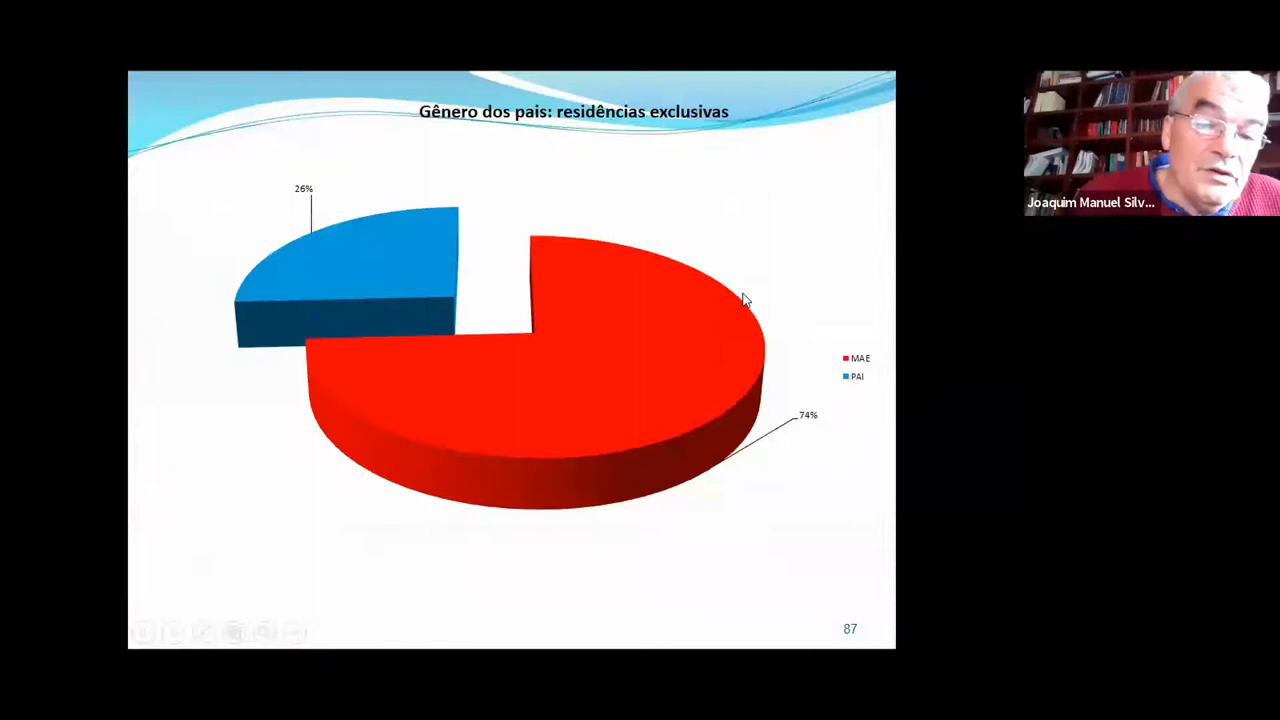 Gênero dos pais: residências exclusivas
26%
MAE
PAI
74%
87
Joaquim Manuel Silv...